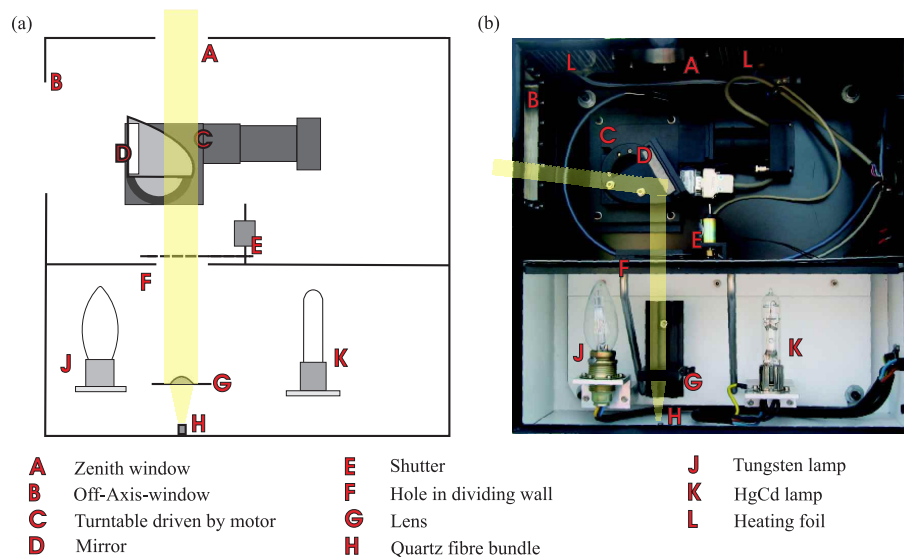 (a)
(b)
A
B
C
D
E
F
G
H
J
K
L
A
L
B
C
D
E
F
J
K
G
H
A Zenith window
B Off-Axis-window
C Turntable driven by motor
D Mirror
E Shutter
F Hole in dividing wall
G Lens
H Quartz fibre bundle
J Tungsten lamp
K HgCd lamp
L Heating foil